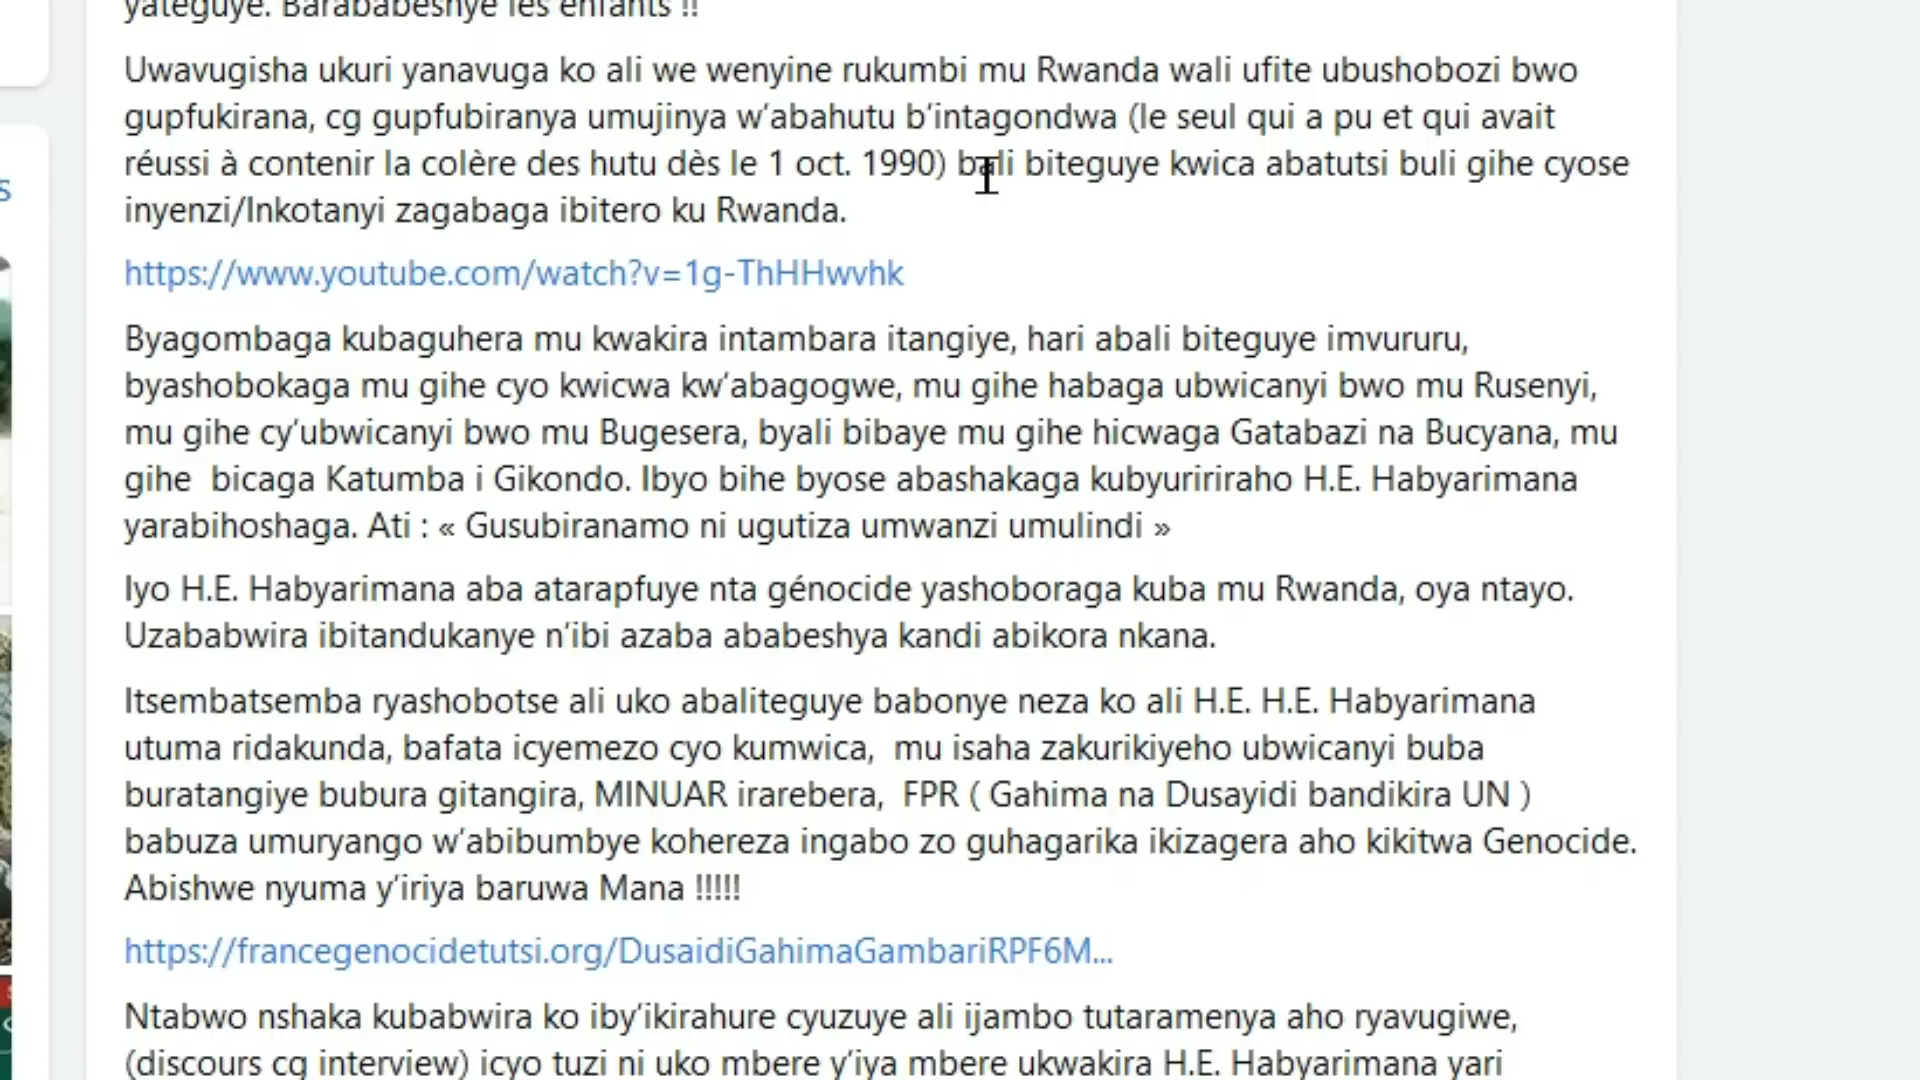 yateguye. Barababeshye les enfants !!
Uwavugisha ukuri yanavuga ko ali we wenyine rukumbi mu Rwanda wali ufite ubushobozi bwo
gupfukirana, cg gupfubiranya umujinya w’abahutu b’intagondwa (le seul qui a pu et qui avait
réussi à contenir la colère des hutu dès le 1 oct. 1990) bali biteguye kwica abatutsi buli gihe cyose
inyenzi/Inkotanyi zagabaga ibitero ku Rwanda.
https://www.youtube.com/watch?v=1g-ThHHwvhk
Byagombaga kubaguhera mu kwakira intambara itangiye, hari abali biteguye imvururu,
byashobokaga mu gihe cyo kwicwa kw’abagogwe, mu gihe habaga ubwicanyi bwo mu Rusenyi,
mu gihe cy’ubwicanyi bwo mu Bugesera, byali bibaye mu gihe hicwaga Gatabazi na Bucyana, mu
gihe  bicaga Katumba i Gikondo. Ibyo bihe byose abashakaga kubyuririraho H.E. Habyarimana
yarabihoshaga. Ati : « Gusubiranamo ni ugutiza umwanzi umulindi »
Iyo H.E. Habyarimana aba atarapfuye nta génocide yashoboraga kuba mu Rwanda, oya ntayo.
Uzababwira ibitandukanye n’ibi azaba ababeshya kandi abikora nkana.
Itsembatsemba ryashobotse ali uko abaliteguye babonye neza ko ali H.E. H.E. Habyarimana
utuma ridakunda, bafata icyemezo cyo kumwica,  mu isaha zakurikiyeho ubwicanyi buba
buratangiye bubura gitangira, MINUAR irarebera,  FPR ( Gahima na Dusayidi bandikira UN )
babuza umuryango w’abibumbye kohereza ingabo zo guhagarika ikizagera aho kikitwa Genocide.
Abishwe nyuma y’iriya baruwa Mana !!!!!
https://francegenocidetutsi.org/DusaidiGahimaGambariRPF6M...
Ntabwo nshaka kubabwira ko iby’ikirahure cyuzuye ali ijambo tutaramenya aho ryavugiwe,
(discours cg interview) icyo tuzi ni uko mbere y’iya mbere ukwakira H.E. Habyarimana yari